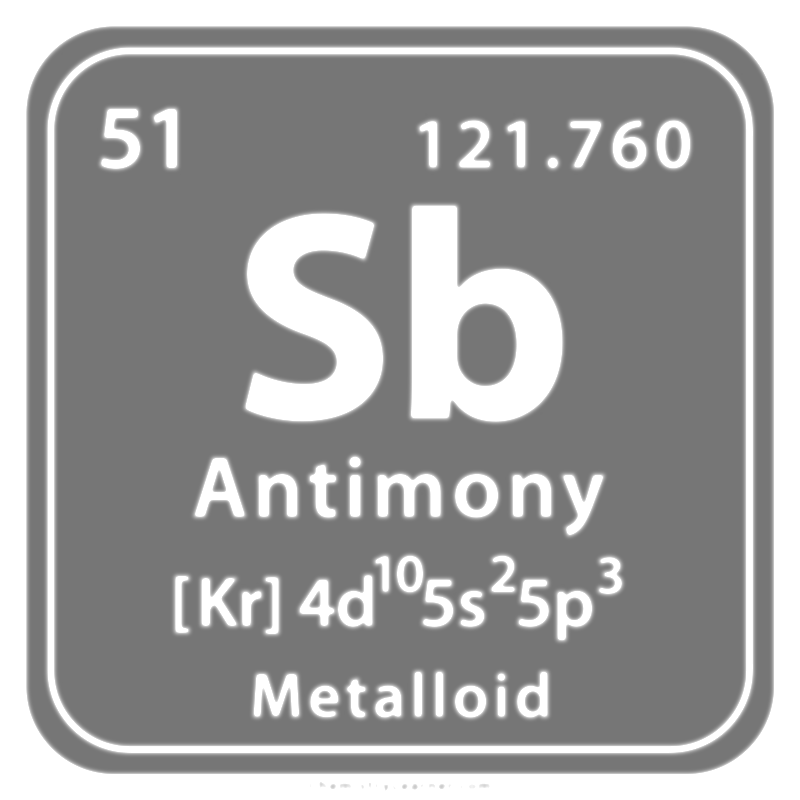 51 121.760
Sb
Antimony
[Kr] 4d¹⁰5s²5p³
Metalloid